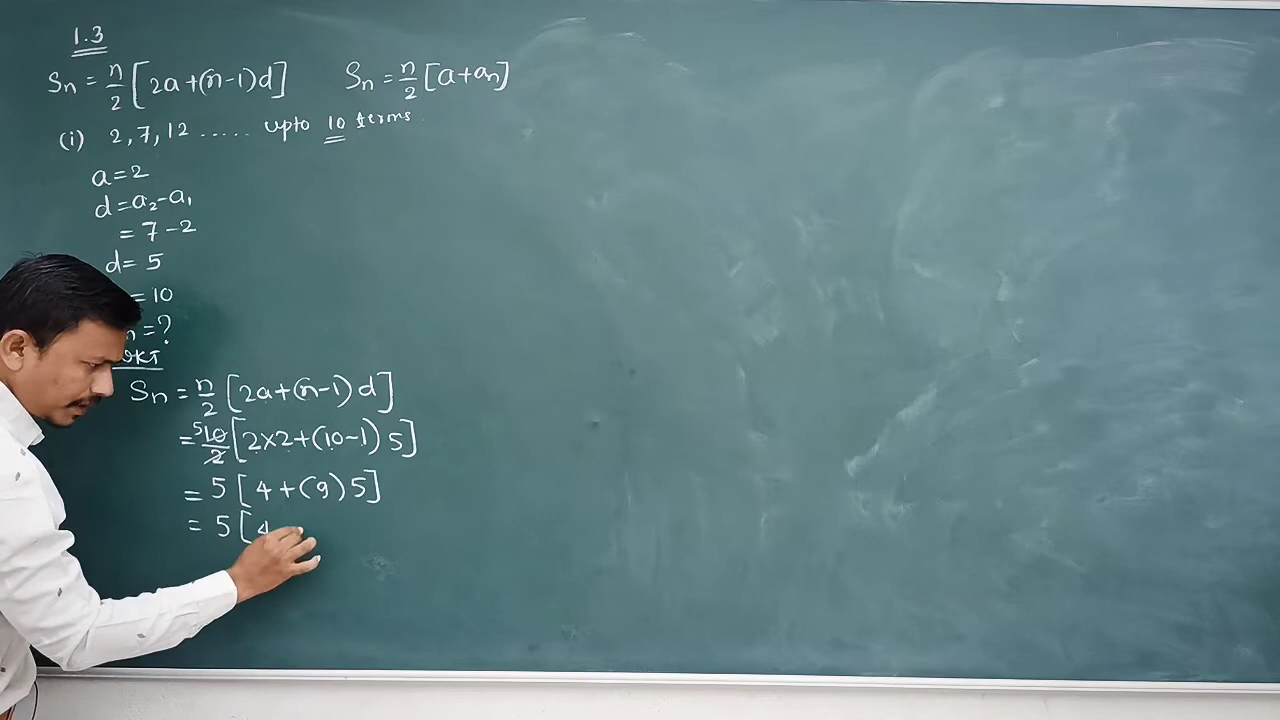 1.3
Sn = n/2 [2a+(n-1)d] Sn = n/2 [a+an]
(i) 2, 7, 12 ..... upto 10 terms.
a=2
d=a2-a1
= 7-2
d= 5
= 10
n =?
KT
Sn = n/2 [2a+(n-1)d]
= 5 10/2 [2×2+(10-1) 5]
= 5 [4+(9)5]
= 5 [4